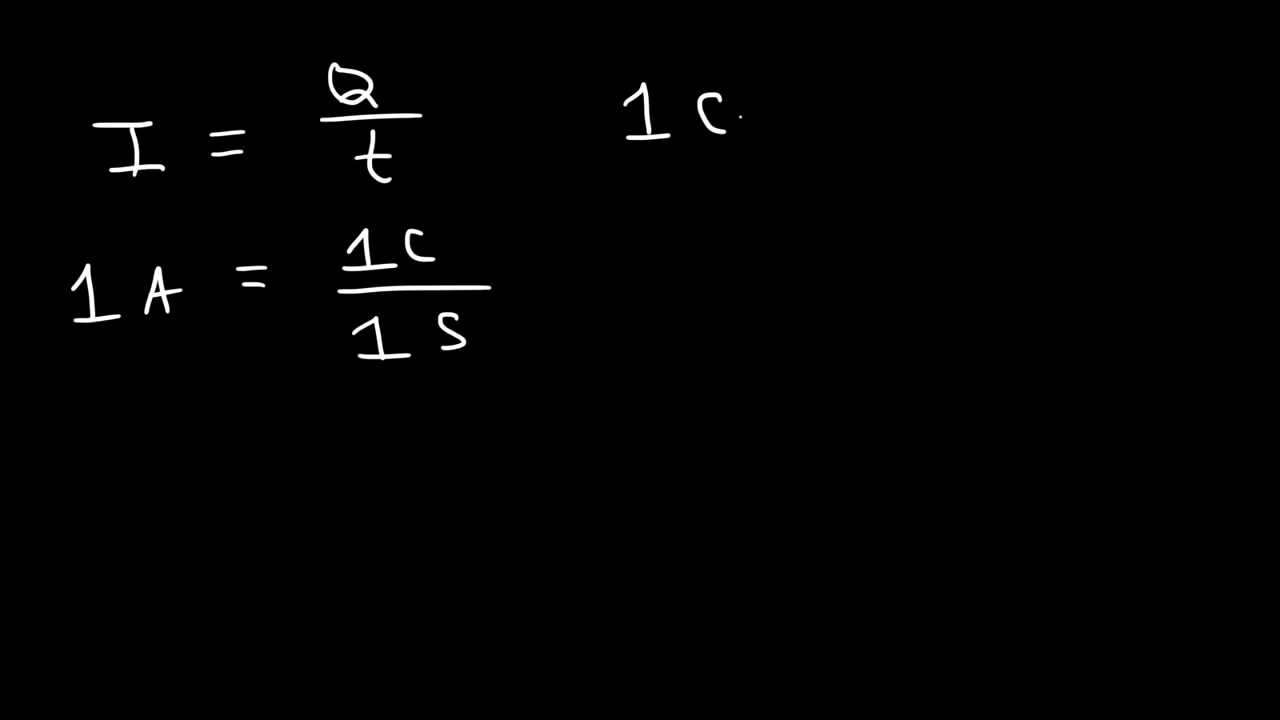 I = Q/t
1 A = 1 C/1 S
1 C